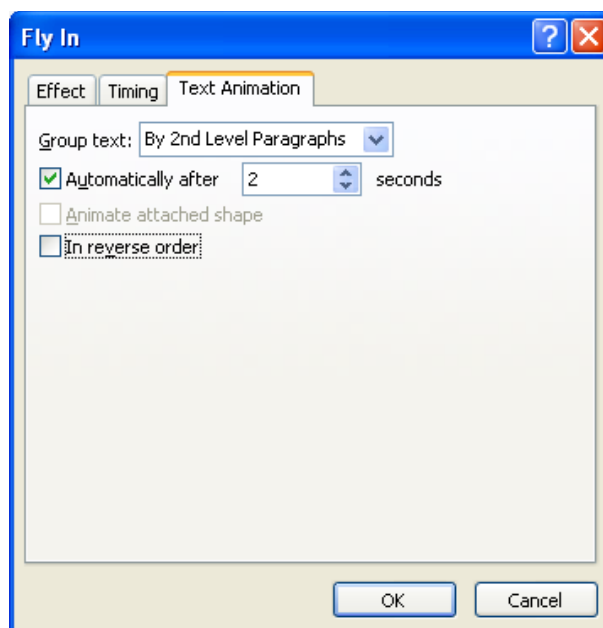 Fly In
Effect Timing Text Animation
Group text: By 2nd Level Paragraphs
Automatically after 2 seconds
Animate attached shape
In reverse order
OK Cancel